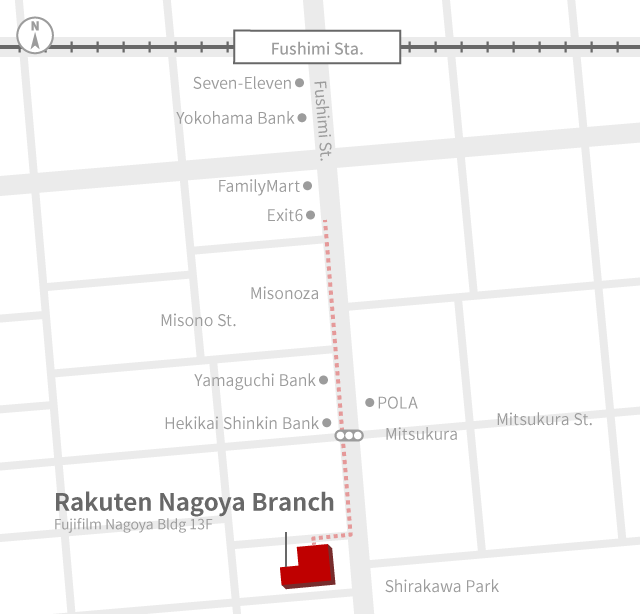 N
Fushimi Sta.
Seven-Eleven
Fushimi St.
Yokohama Bank
FamilyMart
Exit6
Misonoza
Misono St.
Yamaguchi Bank
POLA
Hekikai Shinkin Bank
Mitsukura St.
Mitsukura
Rakuten Nagoya Branch
Fujifilm Nagoya Bldg 13F
Shirakawa Park